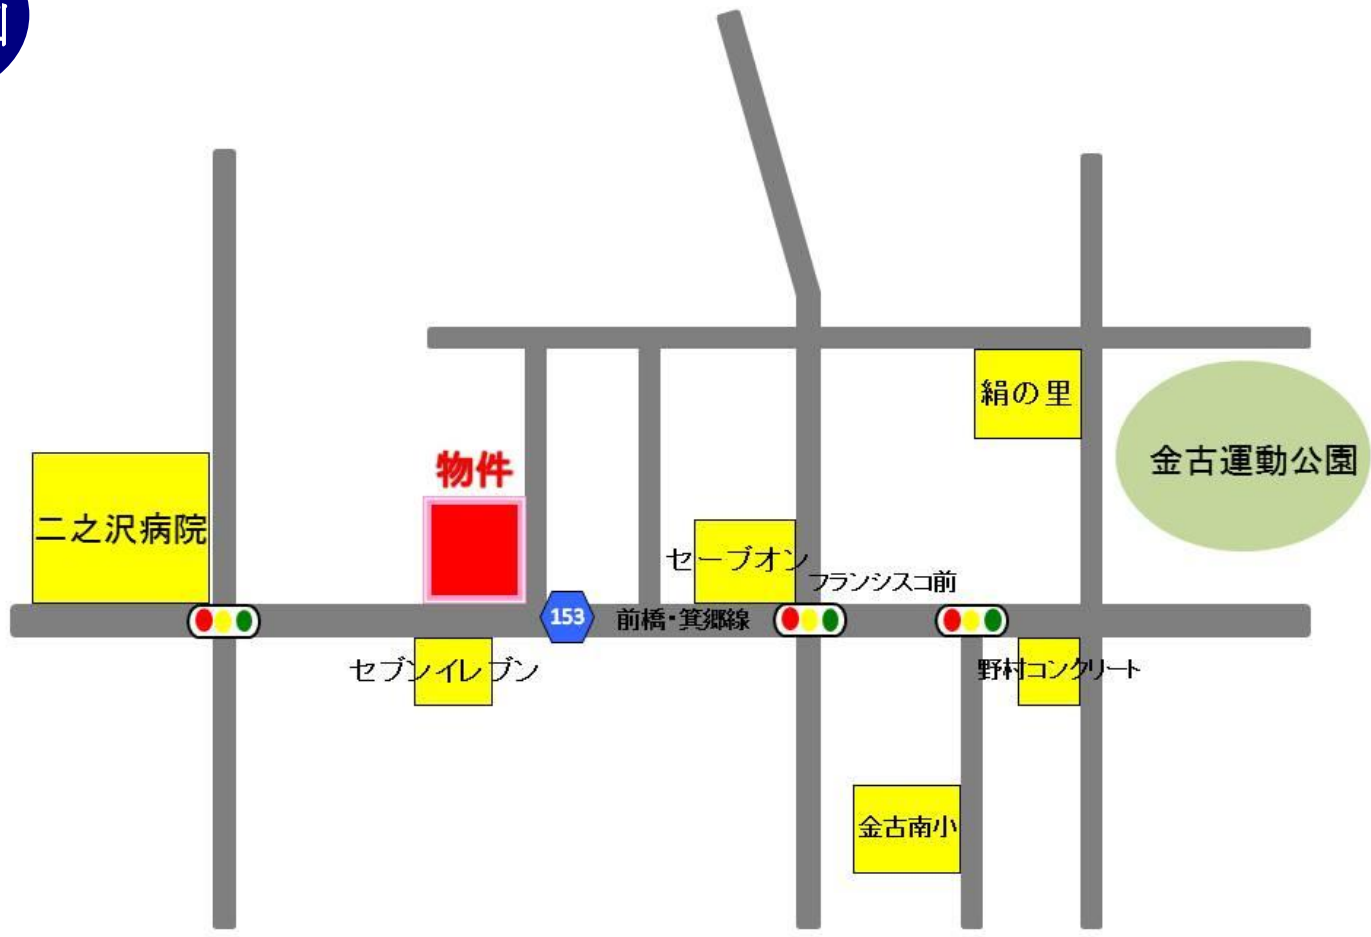 絹の里
金古運動公園
物件
二之沢病院
セーブオン
フランシスコ前
153
前橋・箕郷線
セブンイレブン
野村コンクリート
金古南小